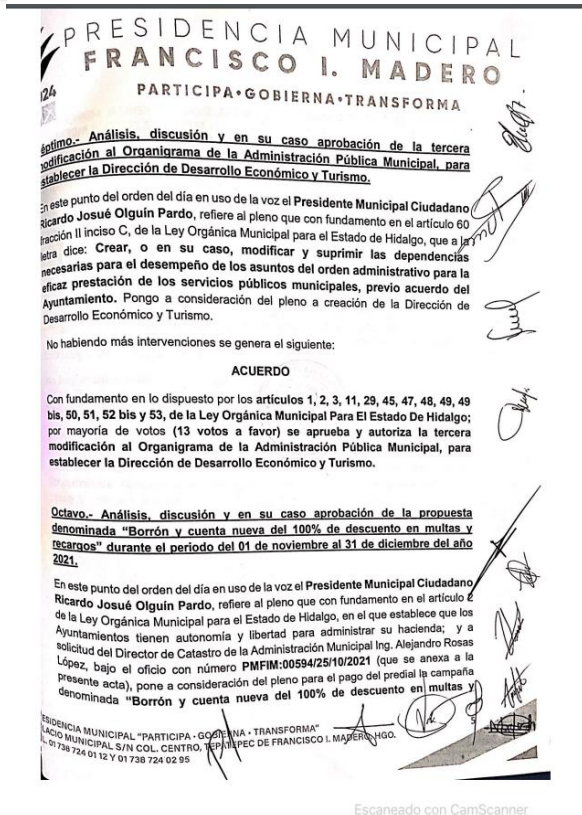 PRESIDENCIA MUNICIPAL
FRANCISCO I. MADERO
PARTICIPA•GOBIERNA•TRANSFORMA
24
éptimo.- Análisis, discusión y en su caso aprobación de la tercera
odificación al Organigrama de la Administración Pública Municipal, para
establecer la Dirección de Desarrollo Económico y Turismo.
En este punto del orden del día en uso de la voz el Presidente Municipal Ciudadano
Ricardo Josué Olguín Pardo, refiere al pleno que con fundamento en el artículo 60
fracción II inciso C, de la Ley Orgánica Municipal para el Estado de Hidalgo, que a la
letra dice: Crear, o en su caso, modificar y suprimir las dependencias
necesarias para el desempeño de los asuntos del orden administrativo para la
eficaz prestación de los servicios públicos municipales, previo acuerdo del
Ayuntamiento. Pongo a consideración del pleno a creación de la Dirección de
Desarrollo Económico y Turismo.
No habiendo más intervenciones se genera el siguiente:
ACUERDO
Con fundamento en lo dispuesto por los artículos 1, 2, 3, 11, 29, 45, 47, 48, 49, 49
bis, 50, 51, 52 bis y 53, de la Ley Orgánica Municipal Para El Estado De Hidalgo;
por mayoría de votos (13 votos a favor) se aprueba y autoriza la tercera
modificación al Organigrama de la Administración Pública Municipal, para
establecer la Dirección de Desarrollo Económico y Turismo.
Octavo.- Análisis, discusión y en su caso aprobación de la propuesta
denominada "Borrón y cuenta nueva del 100% de descuento en multas y
recargos" durante el periodo del 01 de noviembre al 31 de diciembre del año
2021.
En este punto del orden del día en uso de la voz el Presidente Municipal Ciudadano
Ricardo Josué Olguín Pardo, refiere al pleno que con fundamento en el artículo 2
de la Ley Orgánica Municipal para el Estado de Hidalgo, en el que establece que los
Ayuntamientos tienen autonomía y libertad para administrar su hacienda; y a
solicitud del Director de Catastro de la Administración Municipal Ing. Alejandro Rosas
López, bajo el oficio con número PMFIM:00594/25/10/2021 (que se anexa a la
presente acta), pone a consideración del pleno para el pago del predial la campaña
denominada "Borrón y cuenta nueva del 100% de descuento en multas y
ESIDENCIA MUNICIPAL "PARTICIPA · GOBIERNA · TRANSFORMA"
LACIO MUNICIPAL S/N COL. CENTRO, TEPATEPEC DE FRANCISCO I. MADERO, HGO.
L. 01 738 724 01 12 Y 01 738 724 02 95
5
Escaneado con CamScanner